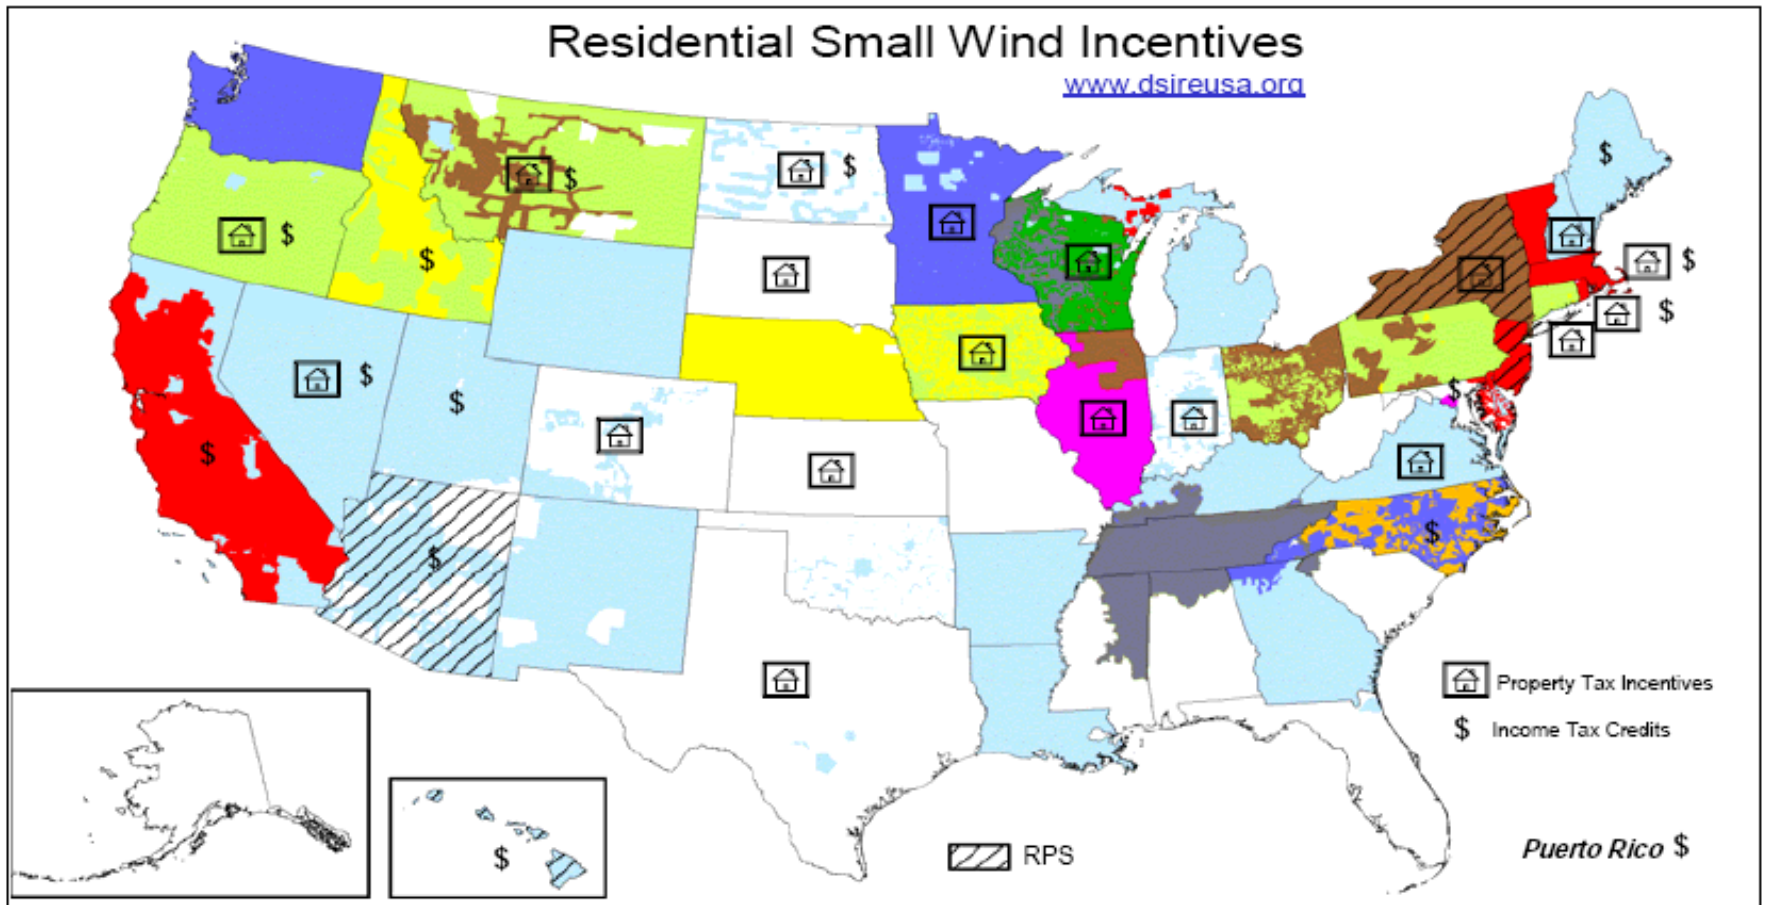 Residential Small Wind Incentives
www.dsireusa.org
$
$
$
$
$
$
$
$
$
$
$
$
$
$
Property Tax Incentives
$ Income Tax Credits
$
RPS
Puerto Rico $